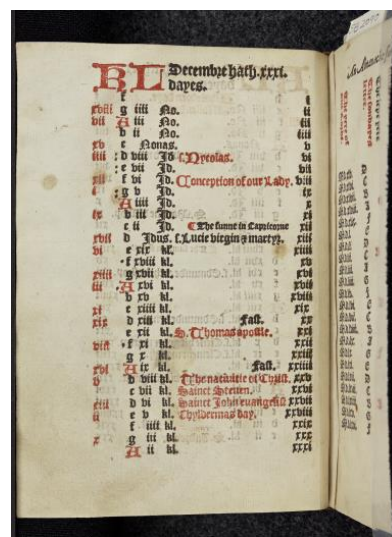 KL Decembre hath .xxxi.
dayes.
f i
xviii g iiii No. ii
vii A iii No. iii
b ii No. iiii
xv c Nonas. v
iiii d viii Id S. Nycolas. vi
e vii Id. vii
xii f vi Id. Conception of our Lady. viii
i g v Id. ix
A iiii Id. x
ix b iii Id. xi
c ii Id. The sunne in Capricorne xii
xvii d Idus. S. Lucie virgin & martyr. xiii
vi e xix kl. xiiii
f xviii kl. xv
xiiii g xvii kl. xvi
iii A xvi kl. xvii
b xv kl. xviii
xi c xiiii kl. xix
xix d xiii kl. Fast. xx
e xii kl. S. Thomas apostle. xxi
viii f xi kl. xxii
g x kl. xxiii
xvi A ix kl. Fast. xxiiii
v b viii kl. The nativitie of Christ. xxv
c vii kl. Sainct Steven. xxvi
xiii d vi kl. Sainct John euangelist xxvii
ii e v kl. Chyldermas day. xxviii
f iiii kl. xxix
x g iii kl. xxx
A ii kl. xxxi